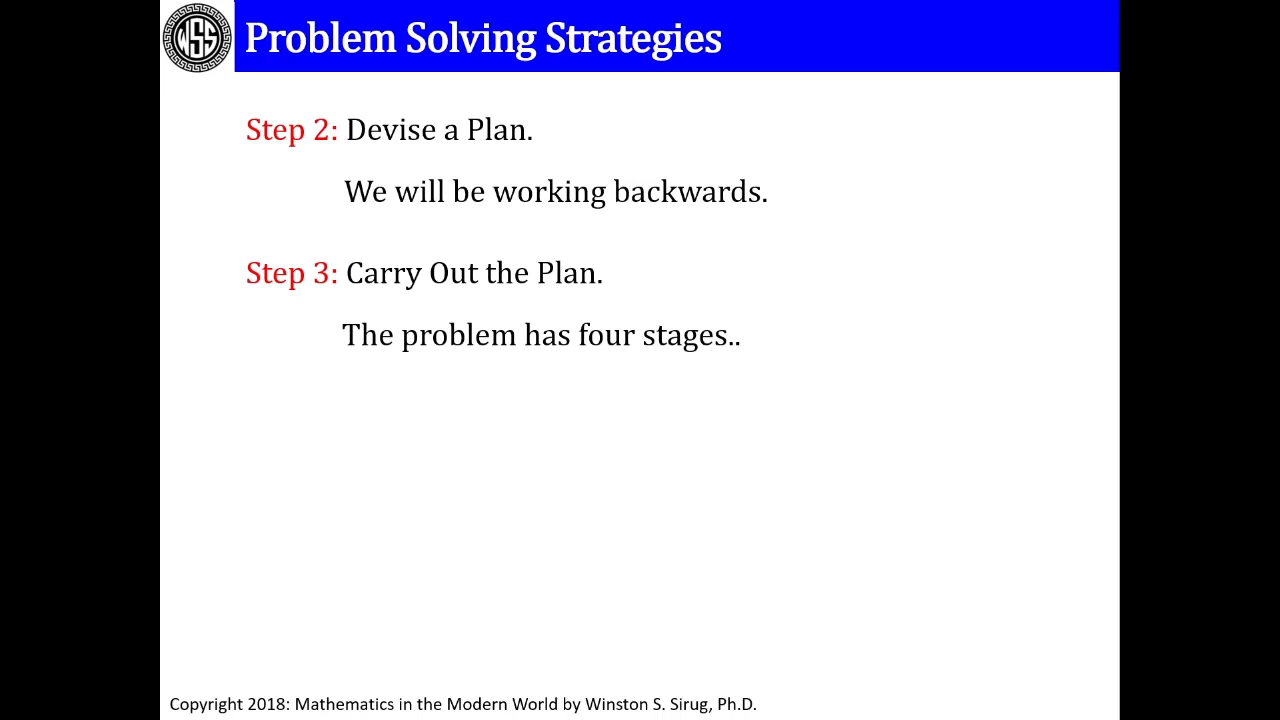 WSS
Problem Solving Strategies
Step 2: Devise a Plan.
We will be working backwards.
Step 3: Carry Out the Plan.
The problem has four stages..
Copyright 2018: Mathematics in the Modern World by Winston S. Sirug, Ph.D.